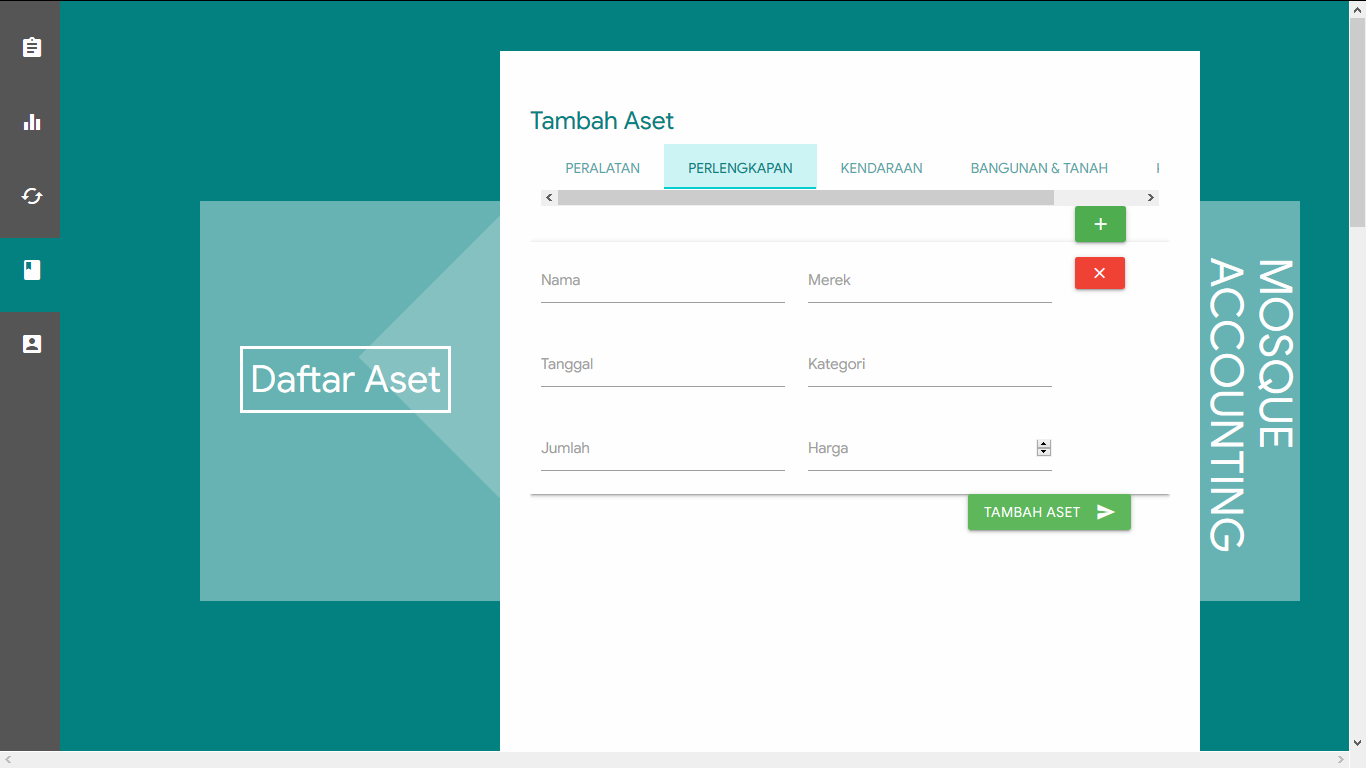 Tambah Aset
PERALATAN PERLENGKAPAN KENDARAAN BANGUNAN & TANAH
Nama Merek
Tanggal Kategori
Jumlah Harga
TAMBAH ASET
Daftar Aset
MOSQUE
ACCOUNTING